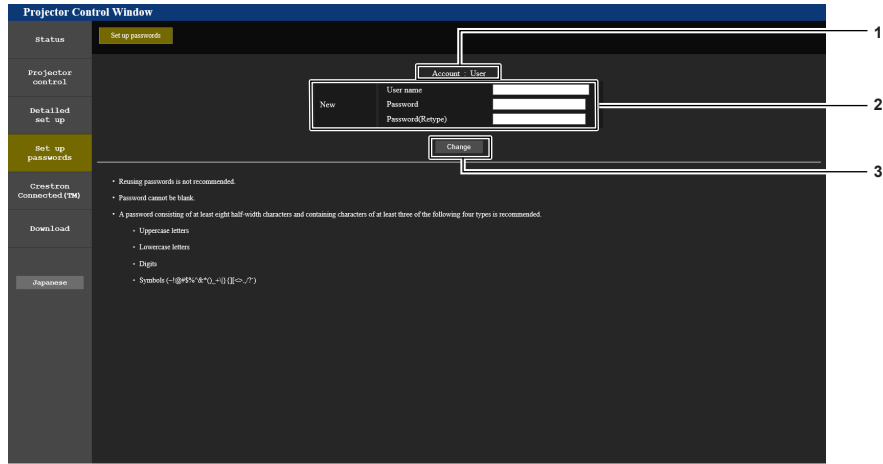 Projector Control Window
Status
Set up passwords
1
Projector
control
Account : User
User name
New
Password
2
Password(Retype)
Detailed
set up
Set up
passwords
Change
3
Crestron
Connected(TM)
• Reusing passwords is not recommended.
• Password cannot be blank.
• A password consisting of at least eight half-width characters and containing characters of at least three of the following four types is recommended.
Download
• Uppercase letters
• Lowercase letters
• Digits
• Symbols (~!@#$%^&*()_+\|}{][<>.,/?`)
Japanese